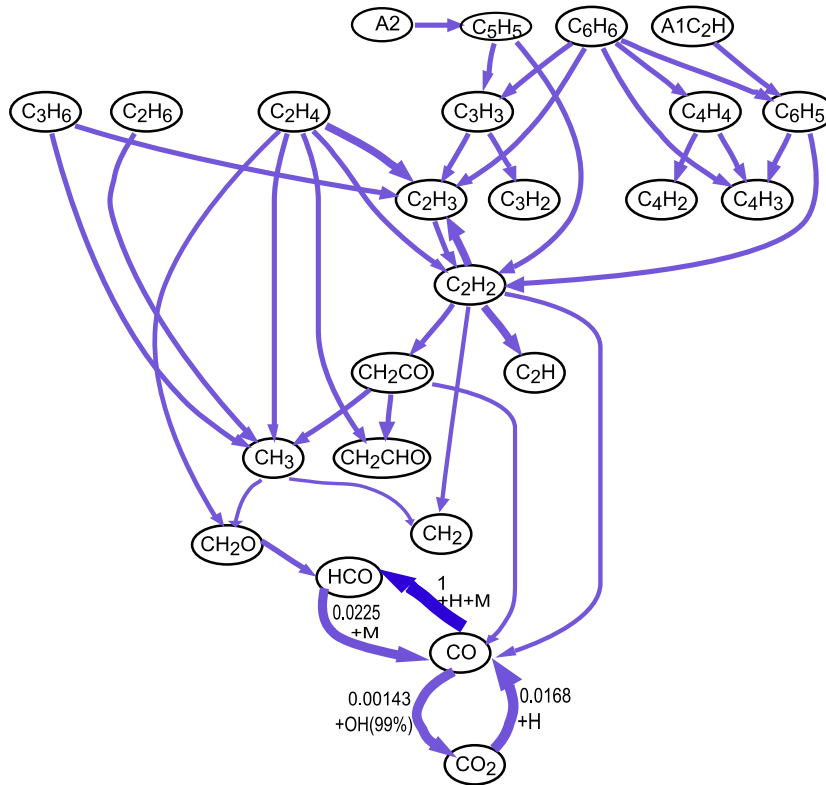 A2
C5H5
C6H6
A1C2H
C3H6
C2H6
C2H4
C3H3
C4H4
C6H5
C2H3
C3H2
C4H2
C4H3
C2H2
CH2CO
C2H
CH3
CH2CHO
CH2O
CH2
HCO
1
+H+M
0.0225
+M
CO
0.00143
+OH(99%)
0.0168
+H
CO2